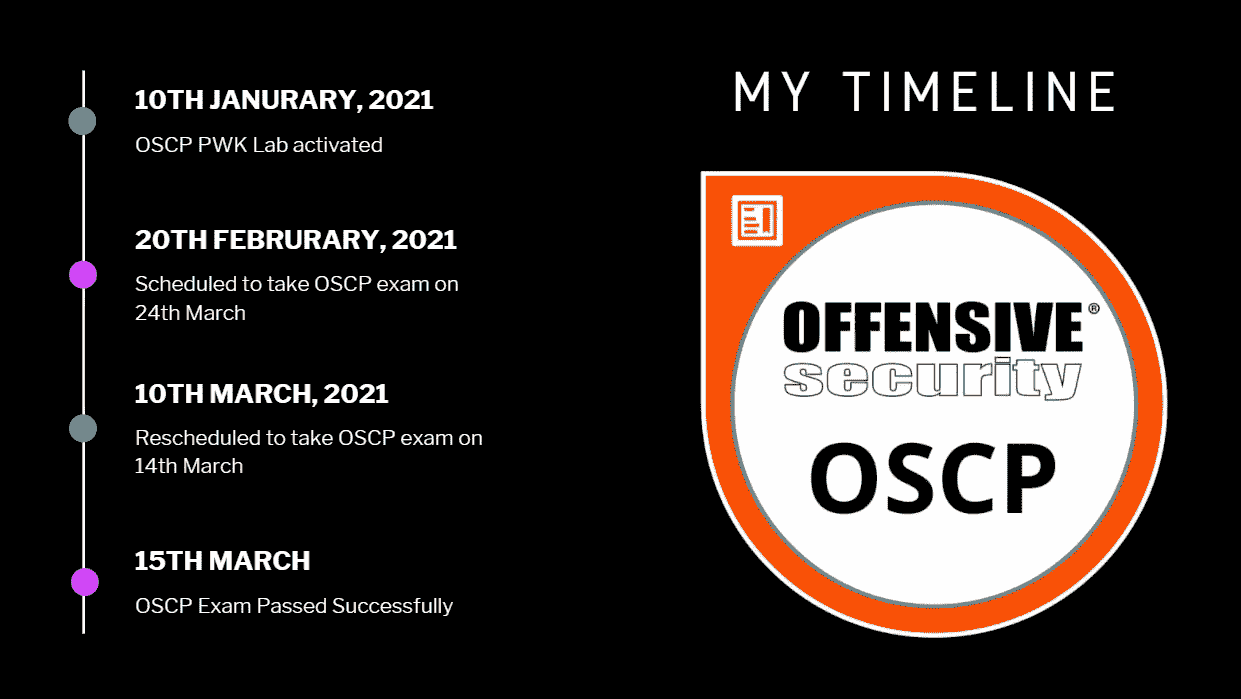 MY TIMELINE
10TH JANURARY, 2021
OSCP PWK Lab activated
20TH FEBRURARY, 2021
Scheduled to take OSCP exam on
24th March
10TH MARCH, 2021
Rescheduled to take OSCP exam on
14th March
15TH MARCH
OSCP Exam Passed Successfully
OFFENSIVE®
security
OSCP